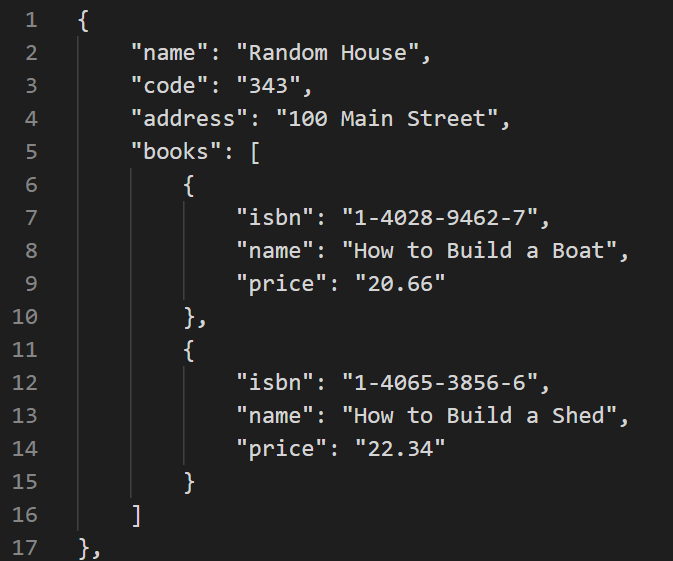 1 {
2     "name": "Random House",
3     "code": "343",
4     "address": "100 Main Street",
5     "books": [
6         {
7             "isbn": "1-4028-9462-7",
8             "name": "How to Build a Boat",
9             "price": "20.66"
10         },
11         {
12             "isbn": "1-4065-3856-6",
13             "name": "How to Build a Shed",
14             "price": "22.34"
15         }
16     ]
17 },